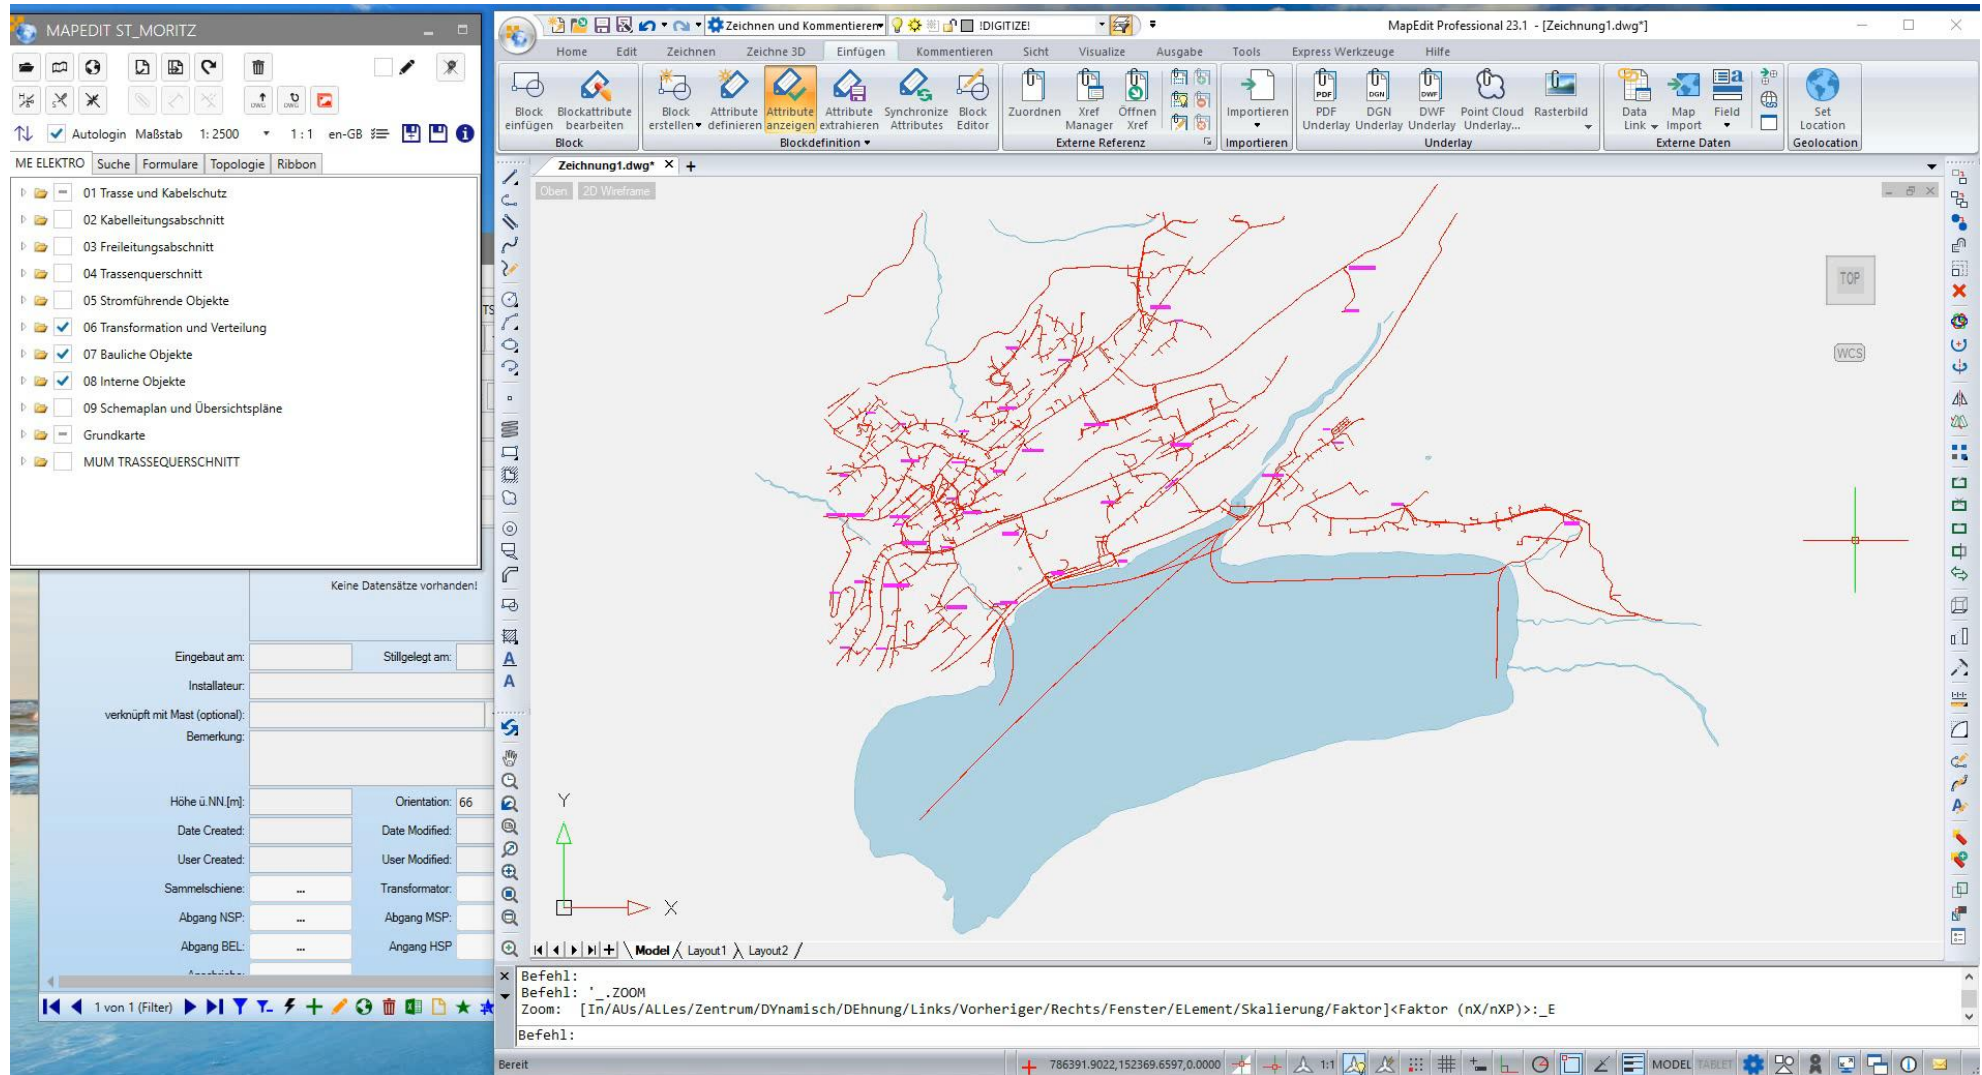 MAPEDIT ST_MORITZ
Autologin Maßstab 1: 2500 1 : 1 en-GB
ME ELEKTRO Suche Formulare Topologie Ribbon
01 Trasse und Kabelschutz
02 Kabelleitungsabschnitt
03 Freileitungsabschnitt
04 Trassenquerschnitt
05 Stromführende Objekte
06 Transformation und Verteilung
07 Bauliche Objekte
08 Interne Objekte
09 Schemaplan und Übersichtspläne
Grundkarte
MUM TRASSEQUERSCHNITT
Keine Datensätze vorhanden!
Eingebaut am: Stillgelegt am:
Installateur:
verknüpft mit Mast (optional):
Bemerkung:
Höhe ü.NN.[m]: Orientation: 66
Date Created: Date Modified:
User Created: User Modified:
Sammelschiene: ... Transformator:
Abgang NSP: ... Abgang MSP:
Abgang BEL: ... Angang HSP
1 von 1 (Filter)
Zeichnen und Kommentieren !DIGITIZE! MapEdit Professional 23.1 - [Zeichnung1.dwg*]
Home Edit Zeichnen Zeichne 3D Einfügen Kommentieren Sicht Visualize Ausgabe Tools Express Werkzeuge Hilfe
Block Blockattribute Block Attribute Attribute Attribute Synchronize Block Zuordnen Xref Öffnen Importieren PDF DGN DWF Point Cloud Rasterbild Data Map Field Set
einfügen bearbeiten erstellen definieren anzeigen extrahieren Attributes Editor Manager Xref Underlay Underlay Underlay Underlay... Link Import Location
Block Blockdefinition Externe Referenz Importieren Underlay Externe Daten Geolocation
Zeichnung1.dwg*
Oben 2D Wireframe
TOP
WCS
Y
X
Model Layout1 Layout2
Befehl:
Befehl: '_.ZOOM
Zoom: [In/AUs/ALLes/Zentrum/DYnamisch/DEhnung/Links/Vorheriger/Rechts/Fenster/ELement/Skalierung/Faktor]<Faktor (nX/nXP)>:_E
Befehl:
Bereit 786391.9022,152369.6597,0.0000 1:1 MODEL TABLET